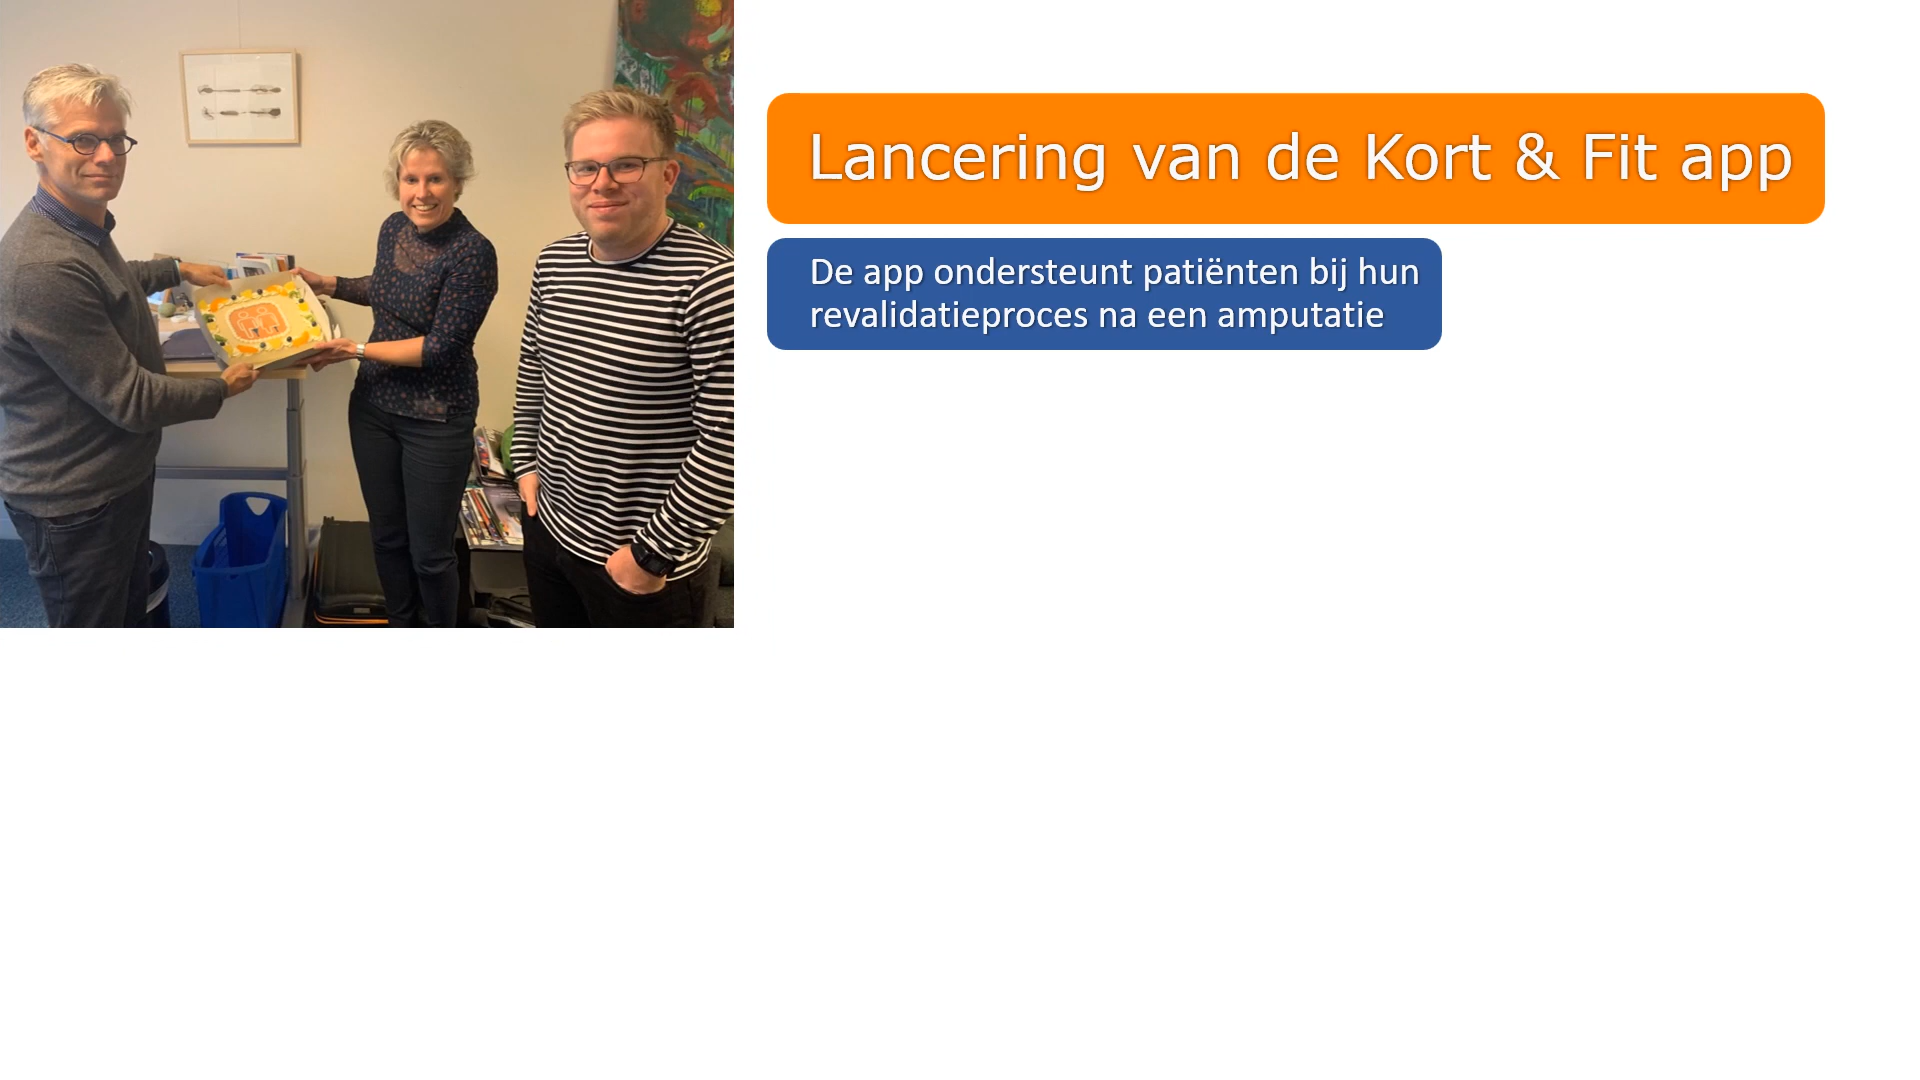 Lancering van de Kort & Fit app
De app ondersteunt patiënten bij hun
revalidatieproces na een amputatie